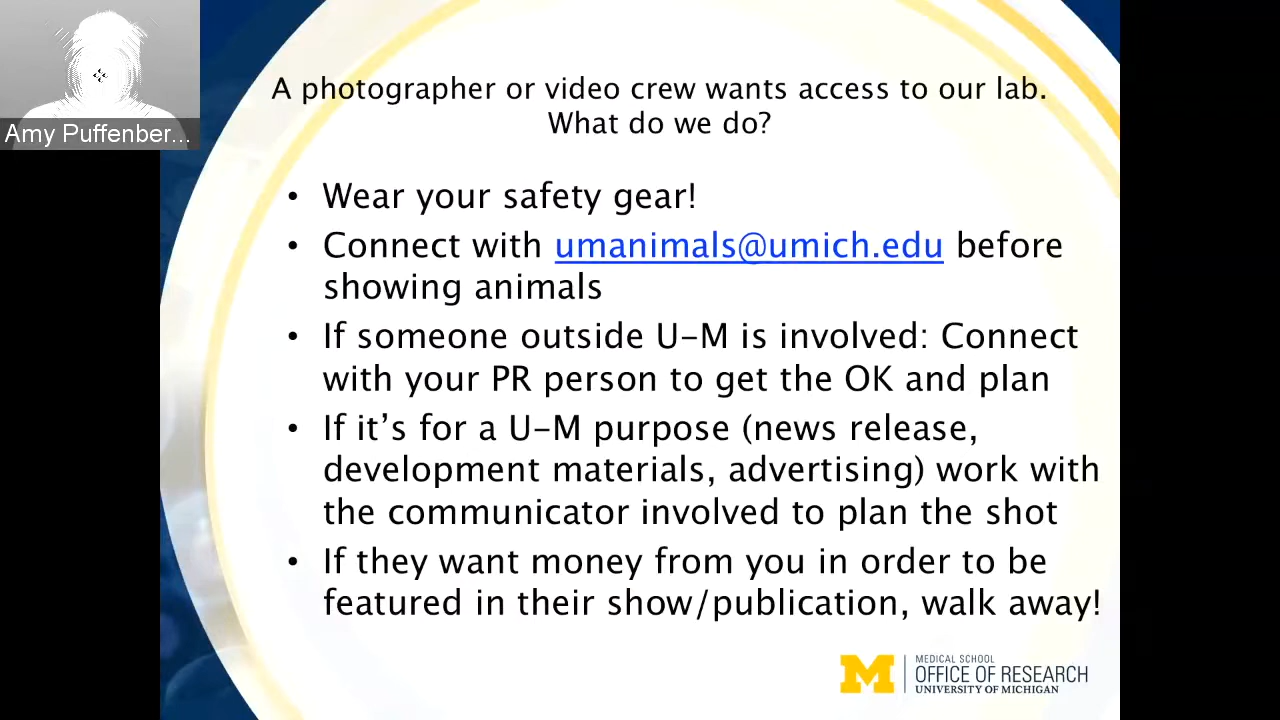 Amy Puffenber...
A photographer or video crew wants access to our lab.
What do we do?
• Wear your safety gear!
• Connect with umanimals@umich.edu before
showing animals
• If someone outside U-M is involved: Connect
with your PR person to get the OK and plan
• If it's for a U-M purpose (news release,
development materials, advertising) work with
the communicator involved to plan the shot
• If they want money from you in order to be
featured in their show/publication, walk away!
M
MEDICAL SCHOOL
OFFICE OF RESEARCH
UNIVERSITY OF MICHIGAN